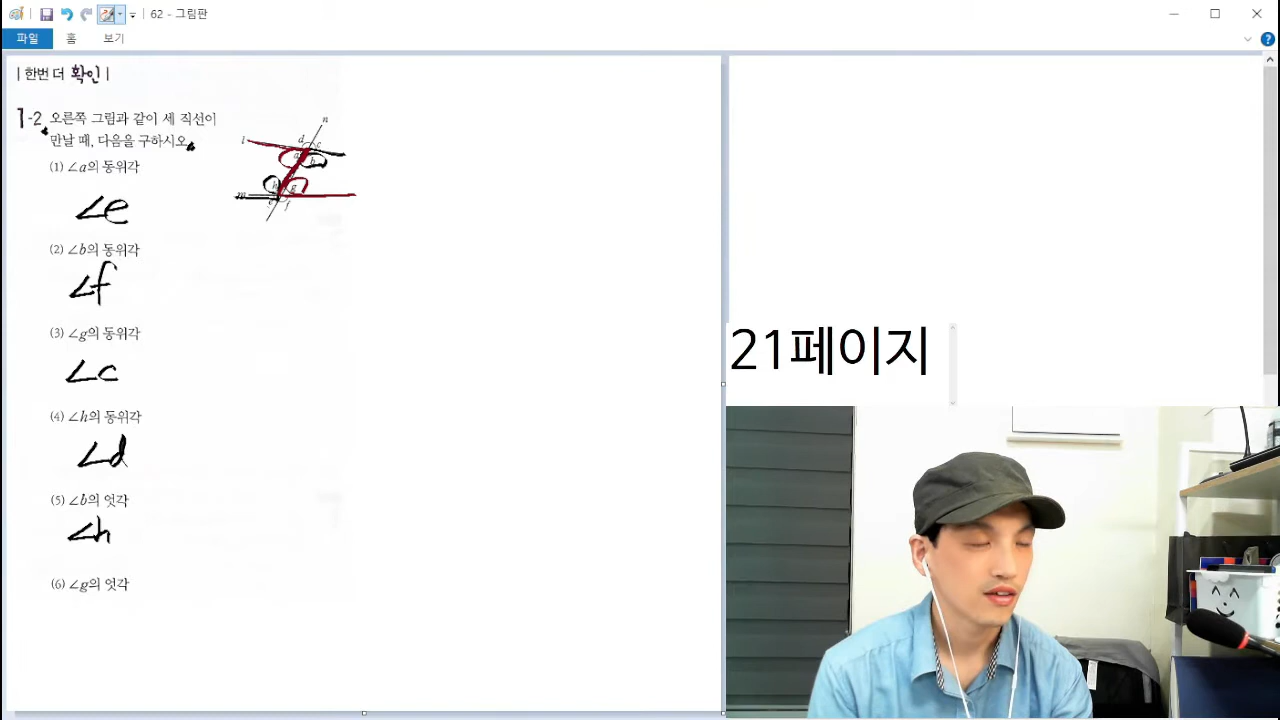 62 - 그림판
파일 홈 보기
| 한번 더 확인 |
1-2 오른쪽 그림과 같이 세 직선이
만날 때, 다음을 구하시오.
(1) ∠a의 동위각
∠e
(2) ∠b의 동위각
∠f
(3) ∠g의 동위각
∠c
(4) ∠h의 동위각
∠d
(5) ∠b의 엇각
∠h
(6) ∠g의 엇각
n
l d c
a b
h g
m e f
21페이지